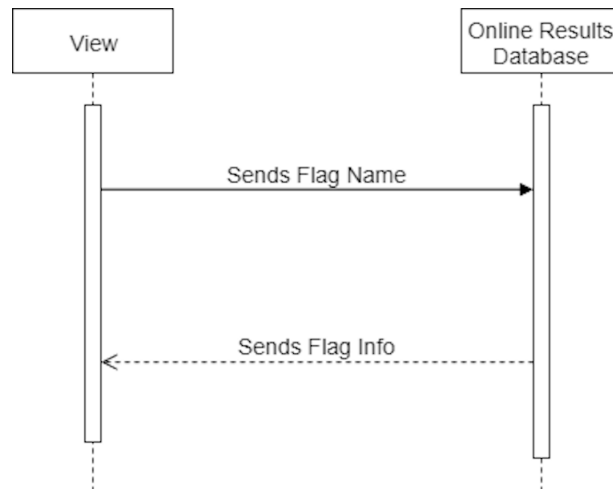 View
Online Results
Database
Sends Flag Name
Sends Flag Info